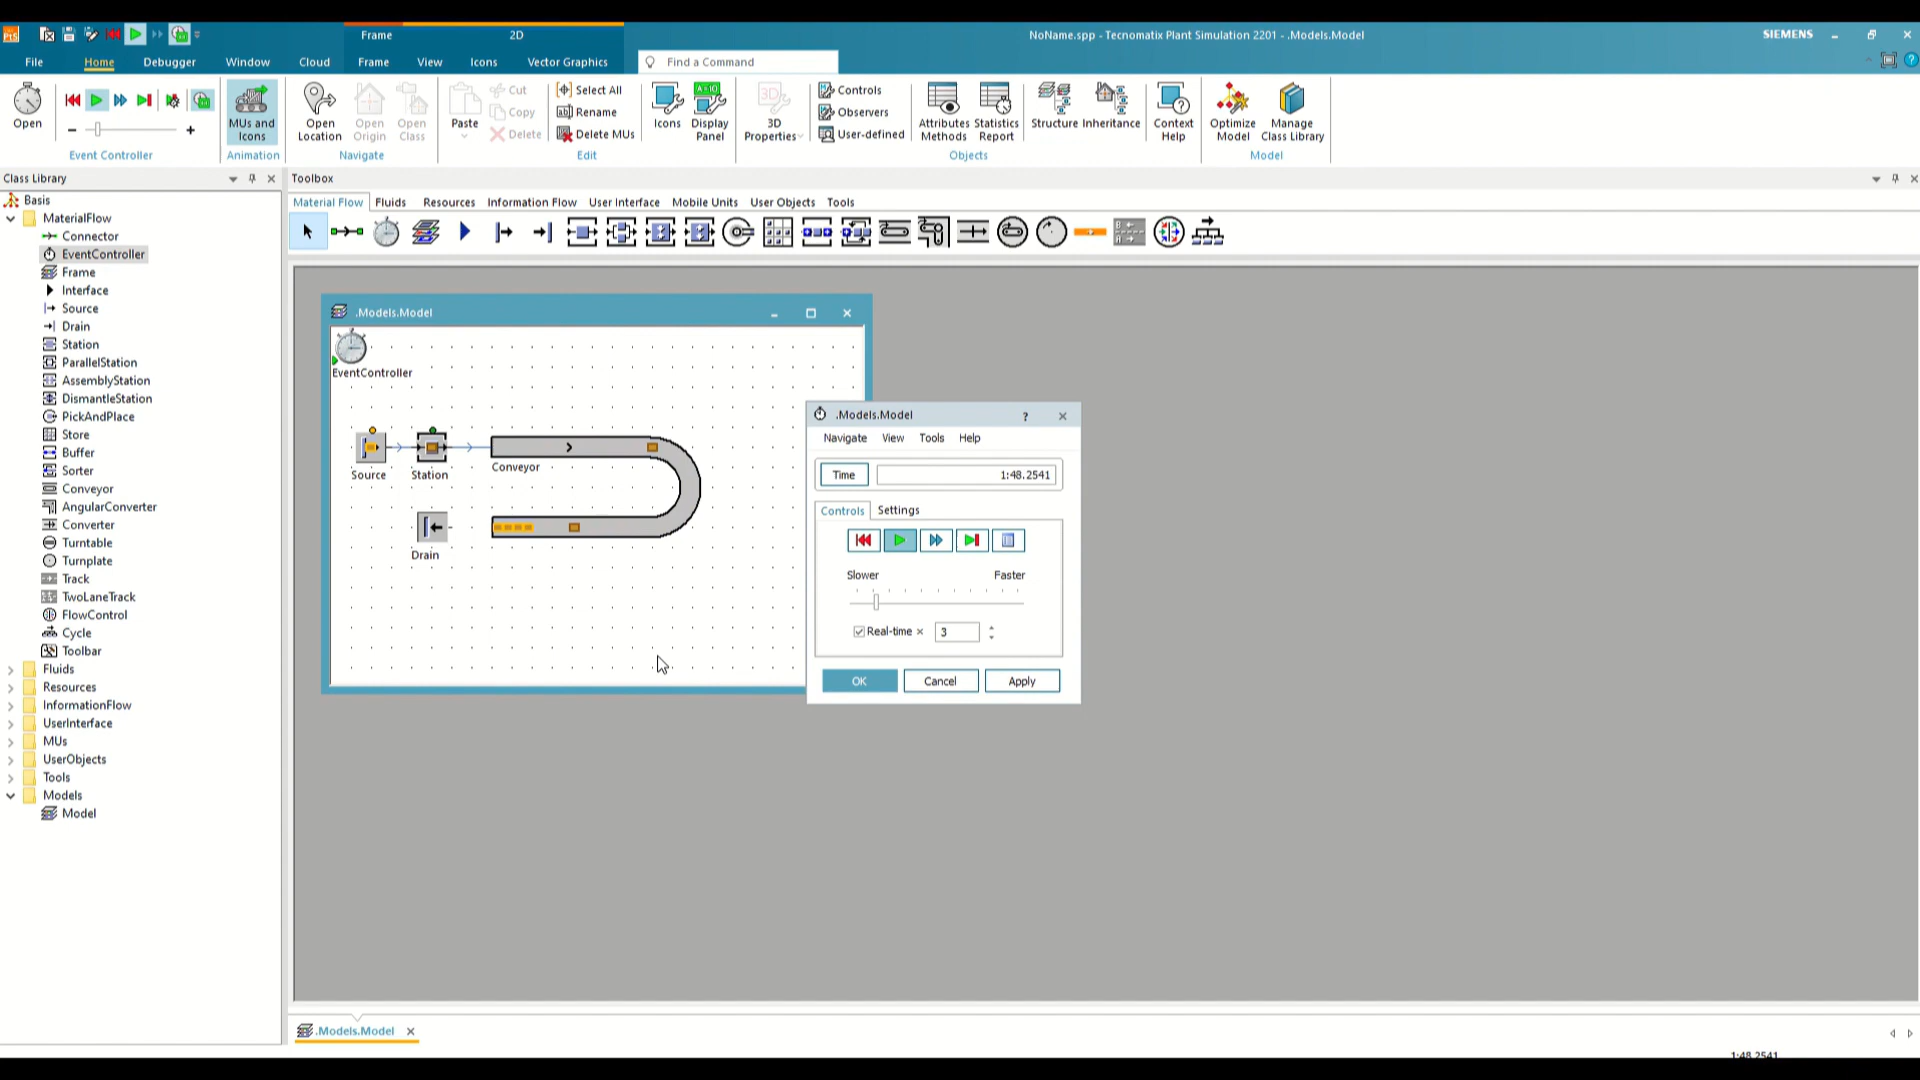 Frame
2D
NoName.spp - Tecnomatix Plant Simulation 2201 - .Models.Model
SIEMENS
File
Home
Debugger
Window
Cloud
Frame
View
Icons
Vector Graphics
Find a Command
Open
Event Controller
MUs and Icons
Animation
Open Location
Open Origin
Open Class
Navigate
Paste
Cut
Copy
Delete
Select All
Rename
Delete MUs
Edit
Icons
Display Panel
3D Properties
Controls
Observers
User-defined
Attributes Methods
Statistics Report
Structure
Inheritance
Objects
Context Help
Optimize Model
Manage Class Library
Model
Class Library
Toolbox
Material Flow
Fluids
Resources
Information Flow
User Interface
Mobile Units
User Objects
Tools
Basis
MaterialFlow
Connector
EventController
Frame
Interface
Source
Drain
Station
ParallelStation
AssemblyStation
DismantleStation
PickAndPlace
Store
Buffer
Sorter
Conveyor
AngularConverter
Converter
Turntable
Turnplate
Track
TwoLaneTrack
FlowControl
Cycle
Toolbar
Fluids
Resources
InformationFlow
UserInterface
MUs
UserObjects
Tools
Models
Model
.Models.Model
EventController
Source
Station
Conveyor
Drain
.Models.Model
Navigate
View
Tools
Help
Time
1:48.2541
Controls
Settings
Slower
Faster
Real-time ×
3
OK
Cancel
Apply
.Models.Model
1:48.2541